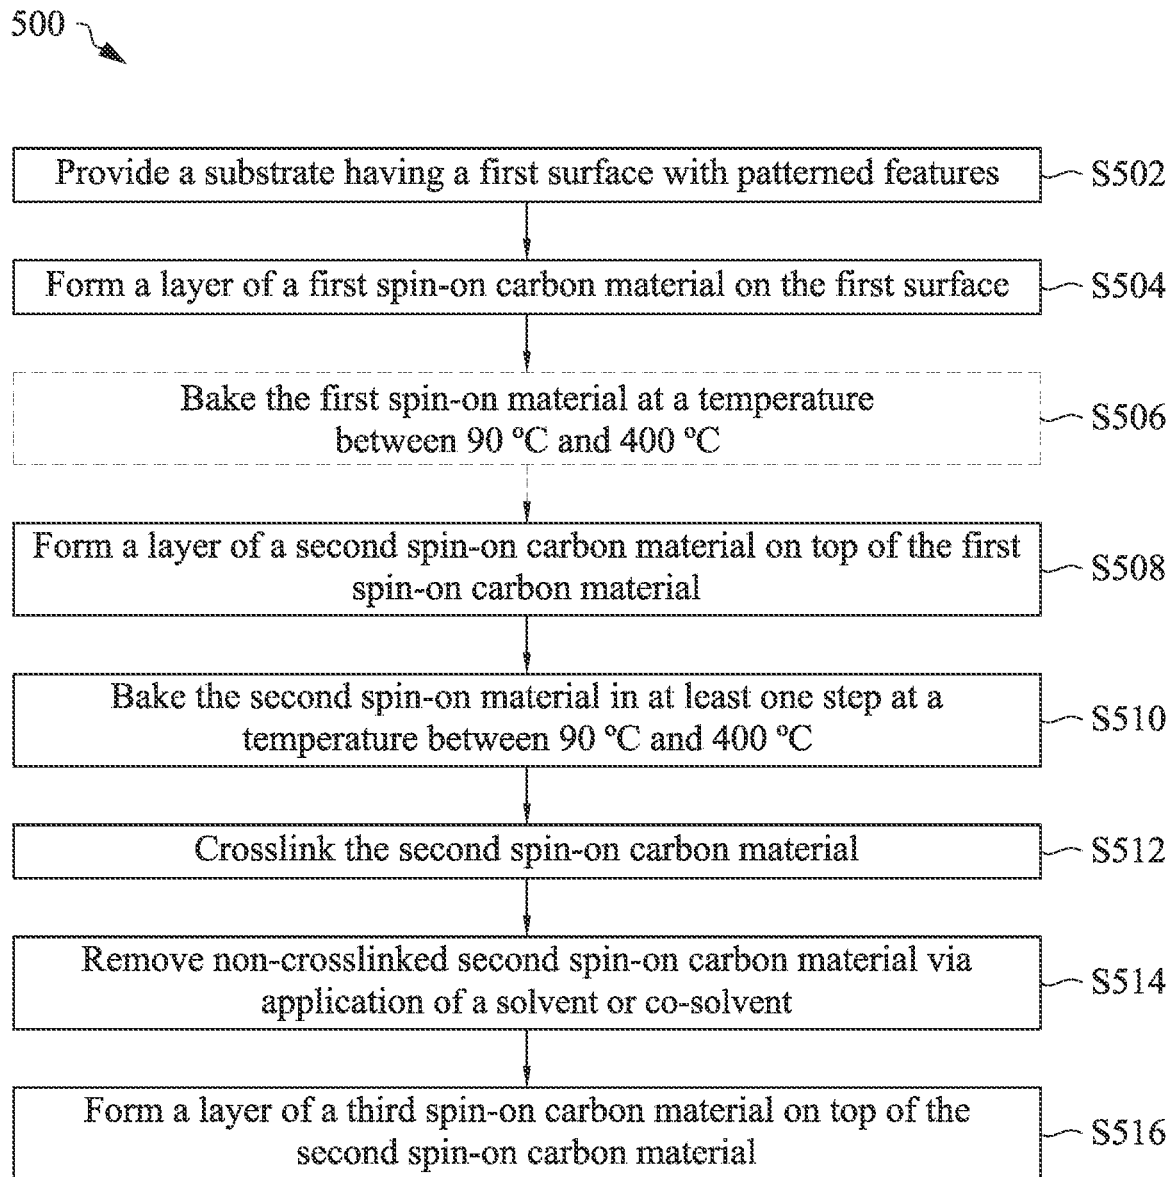 500
Provide a substrate having a first surface with patterned features
S502
Form a layer of a first spin-on carbon material on the first surface
S504
Bake the first spin-on material at a temperature
between 90 ºC and 400 ºC
S506
Form a layer of a second spin-on carbon material on top of the first
spin-on carbon material
S508
Bake the second spin-on material in at least one step at a
temperature between 90 ºC and 400 ºC
S510
Crosslink the second spin-on carbon material
S512
Remove non-crosslinked second spin-on carbon material via
application of a solvent or co-solvent
S514
Form a layer of a third spin-on carbon material on top of the
second spin-on carbon material
S516